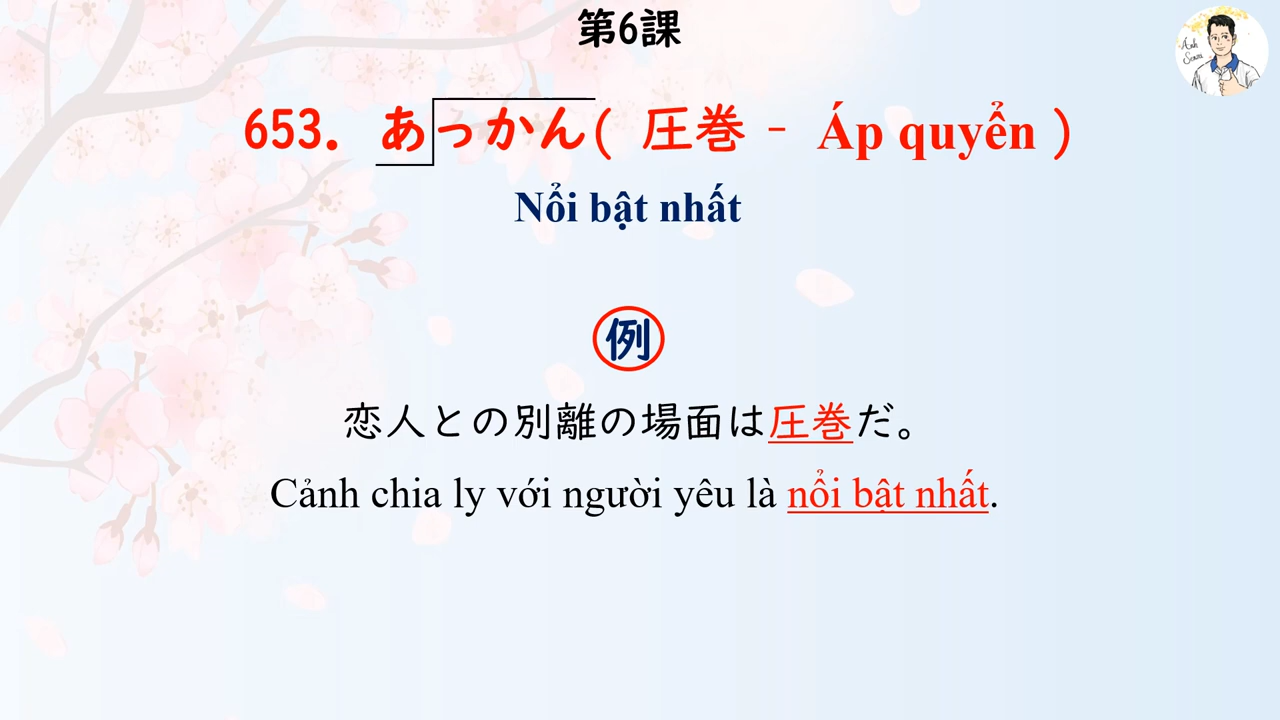 第6課
Anh
Sensei
653. あっかん( 圧巻 - Áp quyển )
Nổi bật nhất
例
恋人との別離の場面は圧巻だ。
Cảnh chia ly với người yêu là nổi bật nhất.